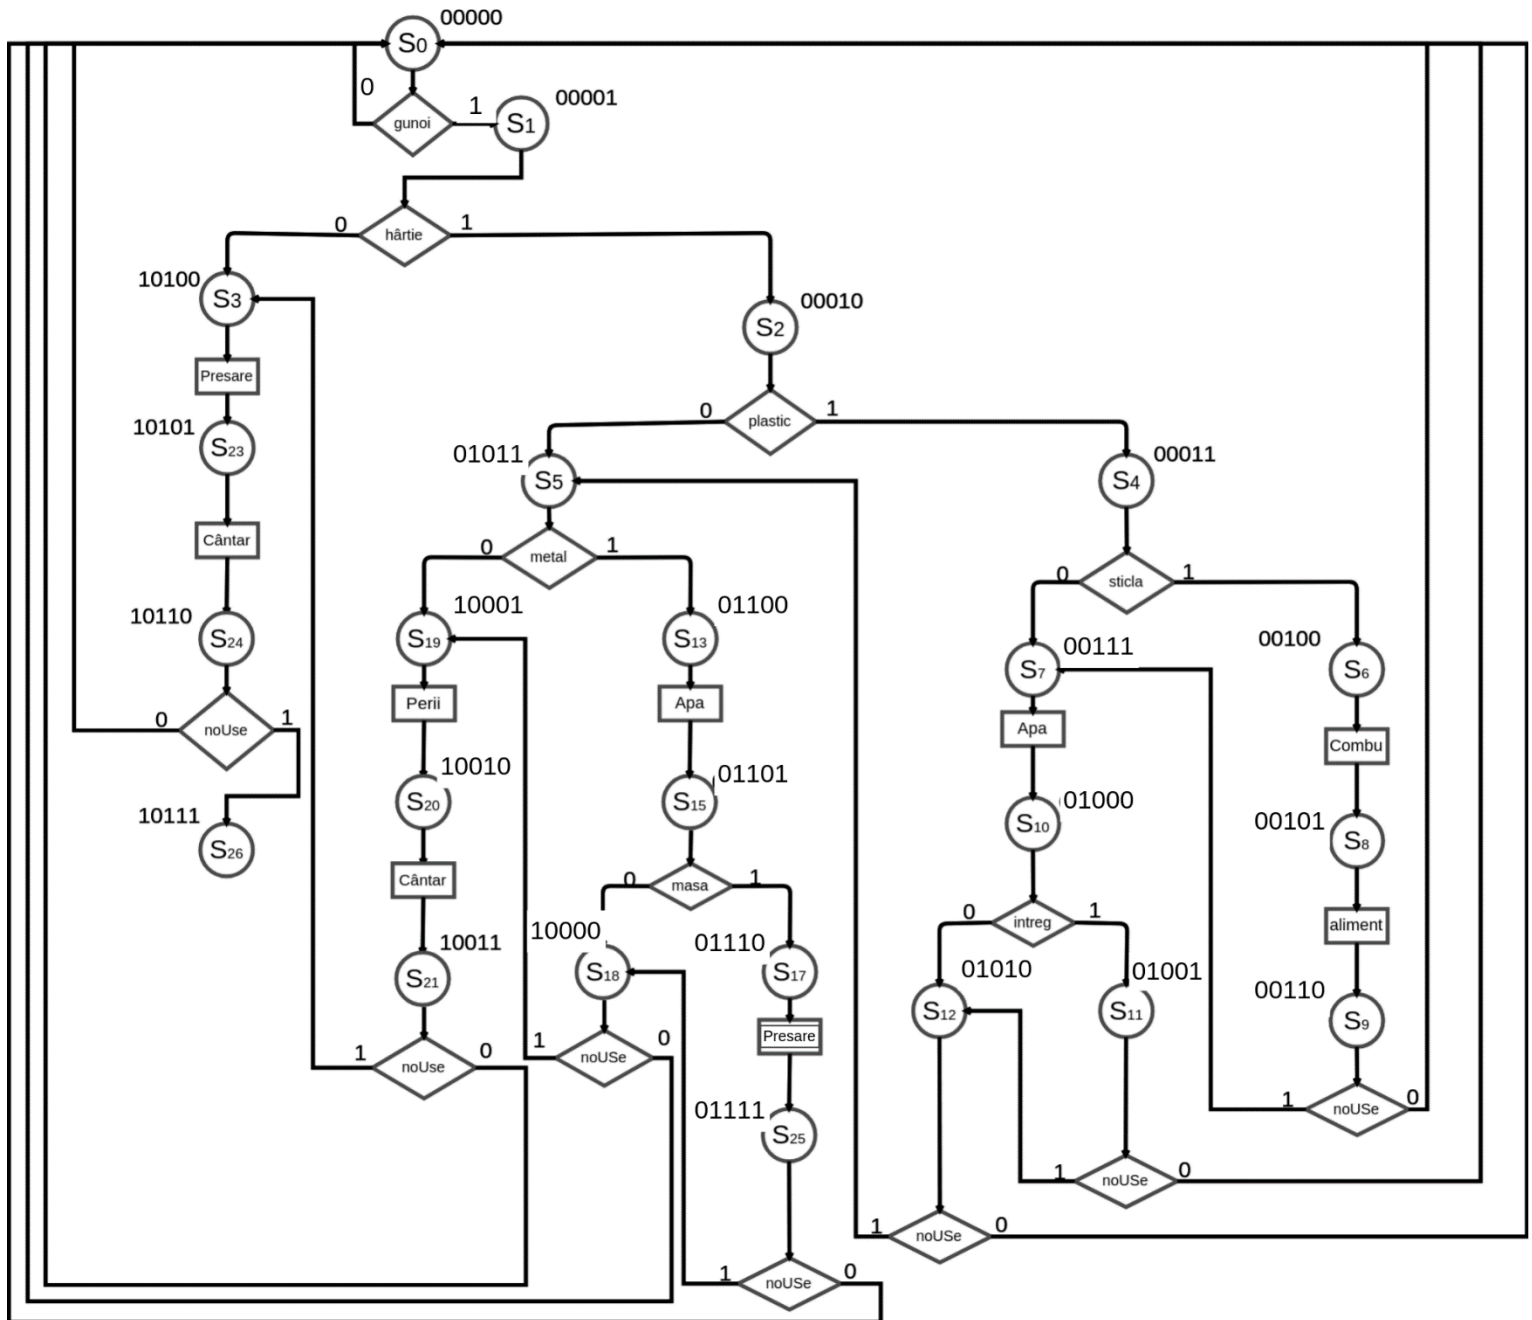 00000
S0
0
gunoi
1
S1
00001
0
hârtie
1
10100
S3
00010
S2
Presare
0
plastic
1
10101
S23
01011
S5
00011
S4
Cântar
0
metal
1
0
sticla
1
10110
S24
10001
S19
01100
S13
00111
S7
00100
S6
0
noUse
1
Perii
Apa
Apa
Combu
10111
S26
10010
S20
01101
S15
01000
S10
00101
S8
Cântar
0
masa
1
0
intreg
1
aliment
10011
S21
10000
S18
01110
S17
01010
S12
01001
S11
00110
S9
1
noUse
0
1
noUSe
0
Presare
01111
S25
1
noUSe
0
1
noUSe
0
1
noUSe
0
1
noUSe
0